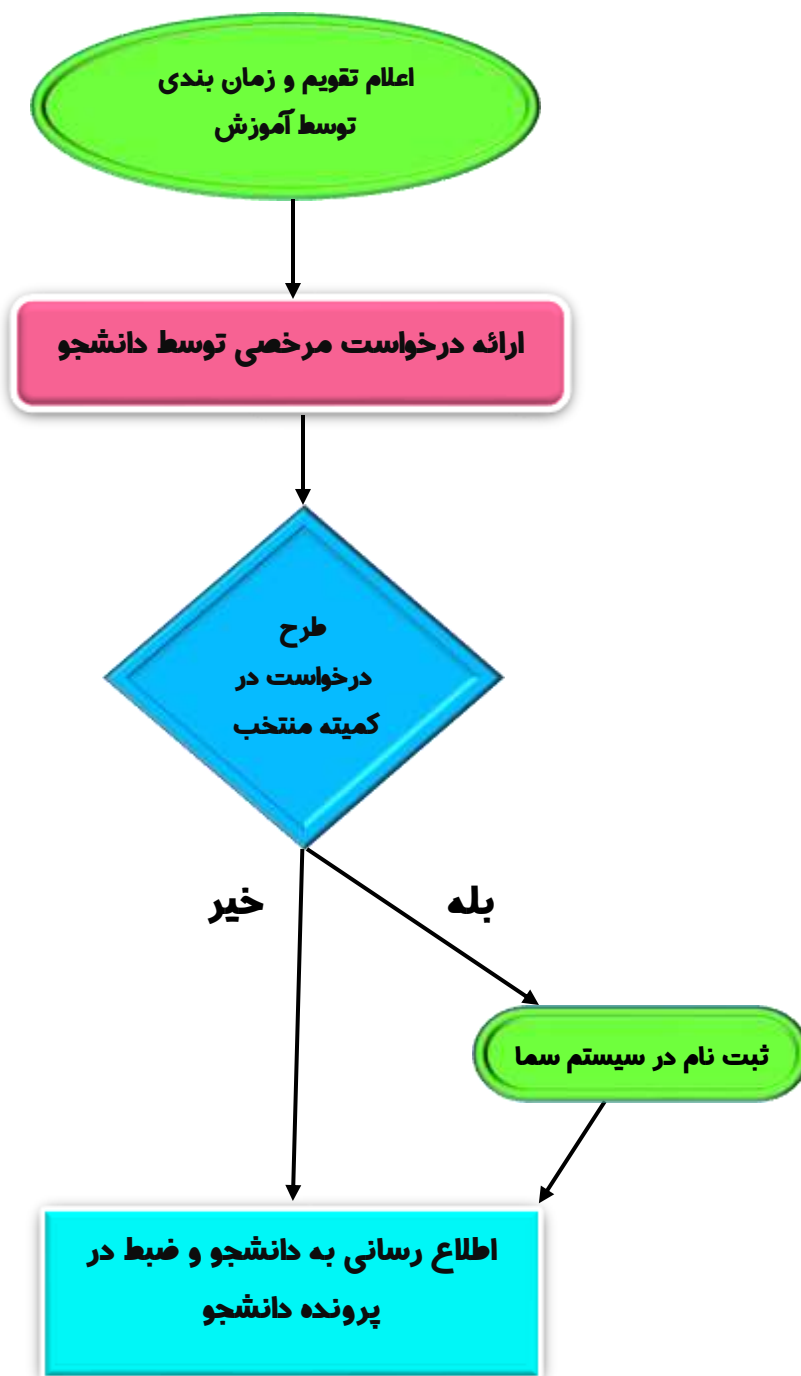 اعلام تقویم و زمان بندی
توسط آموزش
ارائه درخواست مرخصی توسط دانشجو
طرح
درخواست در
کمیته منتخب
خیر
بله
ثبت نام در سیستم سما
اطلاع رسانی به دانشجو و ضبط در
پرونده دانشجو